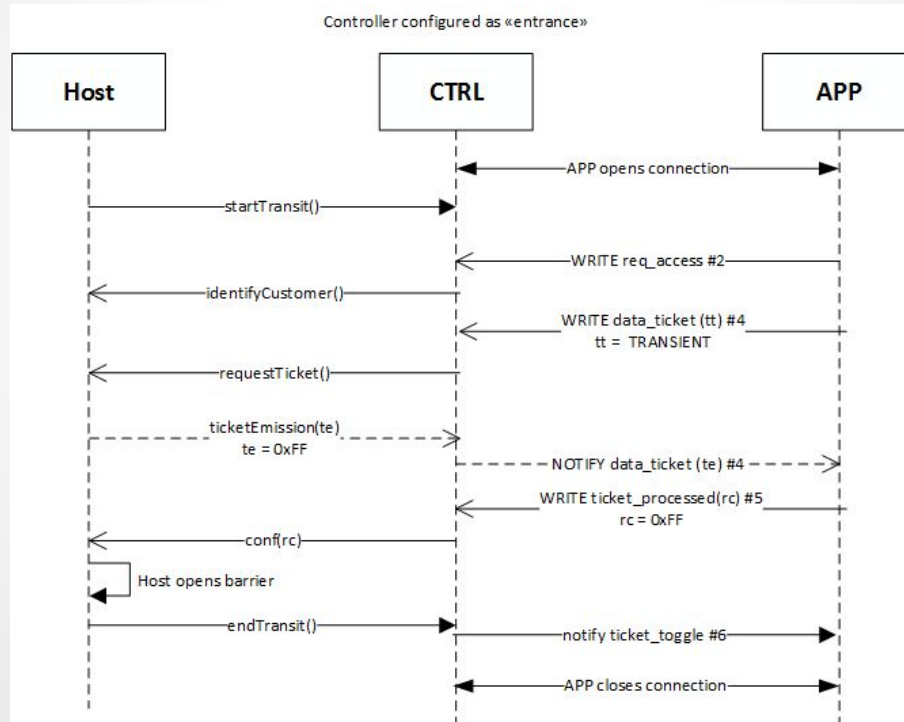 Controller configured as «entrance»
Host
CTRL
APP
APP opens connection
startTransit()
WRITE req_access #2
identifyCustomer()
WRITE data_ticket (tt) #4
tt = TRANSIENT
requestTicket()
ticketEmission(te)
te = 0xFF
NOTIFY data_ticket (te) #4
WRITE ticket_processed(rc) #5
rc = 0xFF
conf(rc)
Host opens barrier
endTransit()
notify ticket_toggle #6
APP closes connection